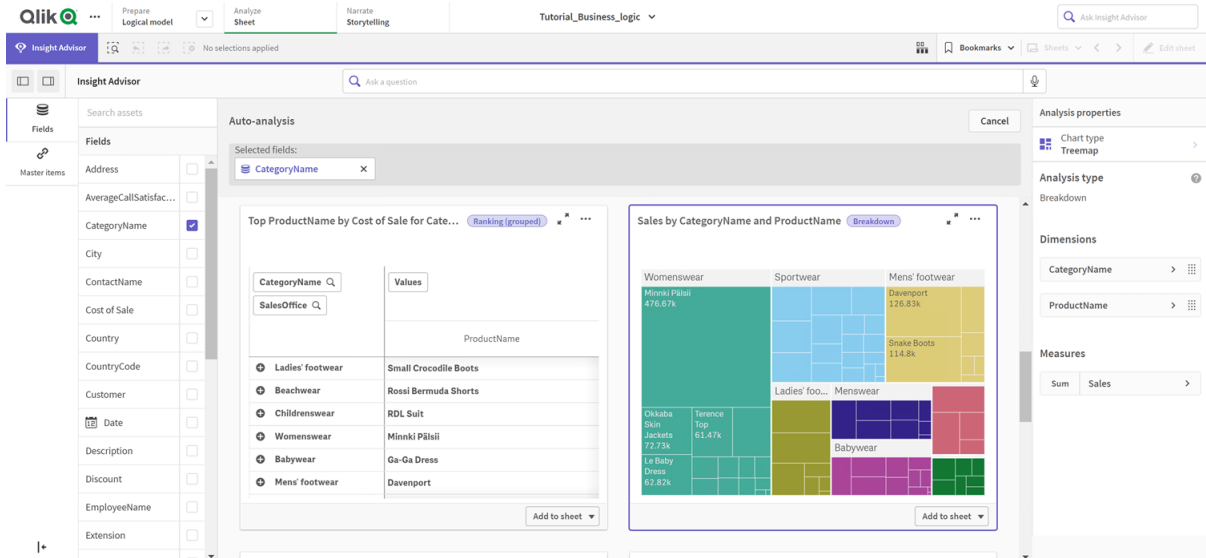 Qlik
Prepare
Logical model
Analyze
Sheet
Narrate
Storytelling
Tutorial_Business_logic
Ask Insight Advisor
Insight Advisor
No selections applied
Bookmarks
Sheets
Edit sheet
Insight Advisor
Ask a question
Fields
Master items
Search assets
Fields
Address
AverageCallSatisfac...
CategoryName
City
ContactName
Cost of Sale
Country
CountryCode
Customer
Date
Description
Discount
EmployeeName
Extension
Auto-analysis
Cancel
Selected fields:
CategoryName
Top ProductName by Cost of Sale for Cate...
Ranking (grouped)
CategoryName
SalesOffice
Values
ProductName
Ladies' footwear Small Crocodile Boots
Beachwear Rossi Bermuda Shorts
Childrenswear RDL Suit
Womenswear Minnki Pälsii
Babywear Ga-Ga Dress
Mens' footwear Davenport
Add to sheet
Sales by CategoryName and ProductName
Breakdown
Womenswear
Minnki Pälsii
476.67k
Okkaba
Skin
Jackets
72.73k
Terence
Top
61.47k
Le Baby
Dress
62.82k
Sportwear
Mens' footwear
Davenport
126.83k
Snake Boots
114.8k
Ladies' foo...
Menswear
Babywear
Add to sheet
Analysis properties
Chart type
Treemap
Analysis type
Breakdown
Dimensions
CategoryName
ProductName
Measures
Sum Sales